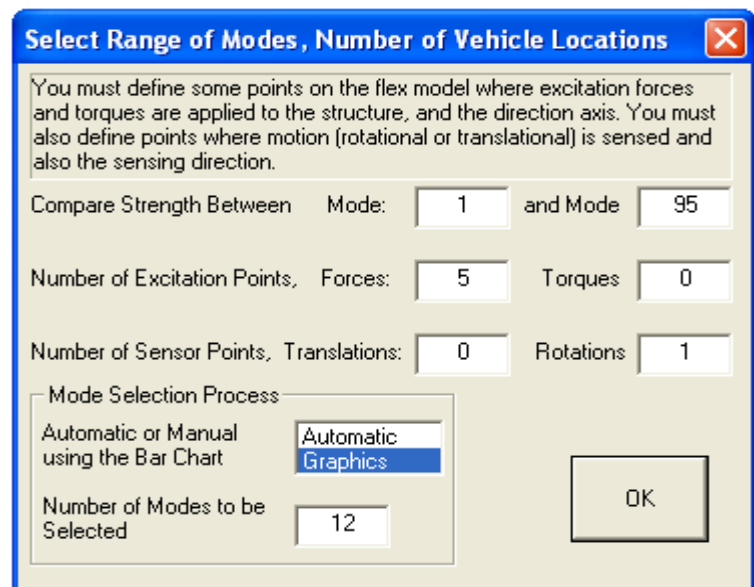 Select Range of Modes, Number of Vehicle Locations
You must define some points on the flex model where excitation forces
and torques are applied to the structure, and the direction axis. You must
also define points where motion (rotational or translational) is sensed and
also the sensing direction.
Compare Strength Between Mode: 1 and Mode 95
Number of Excitation Points, Forces: 5 Torques 0
Number of Sensor Points, Translations: 0 Rotations 1
Mode Selection Process
Automatic or Manual
using the Bar Chart
Automatic
Graphics
Number of Modes to be
Selected
12
OK